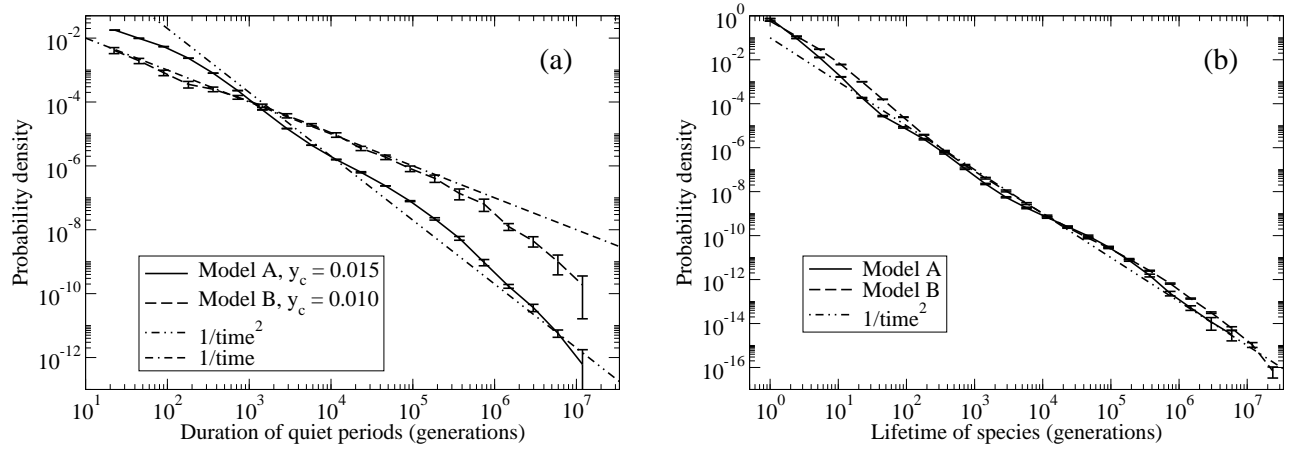 10^-2
10^-4
10^-6
10^-8
10^-10
10^-12
Probability density
(a)
Model A, y_c = 0.015
Model B, y_c = 0.010
1/time^2
1/time
10^1 10^2 10^3 10^4 10^5 10^6 10^7
Duration of quiet periods (generations)
10^0
10^-2
10^-4
10^-6
10^-8
10^-10
10^-12
10^-14
10^-16
Probability density
(b)
Model A
Model B
1/time^2
10^0 10^1 10^2 10^3 10^4 10^5 10^6 10^7
Lifetime of species (generations)